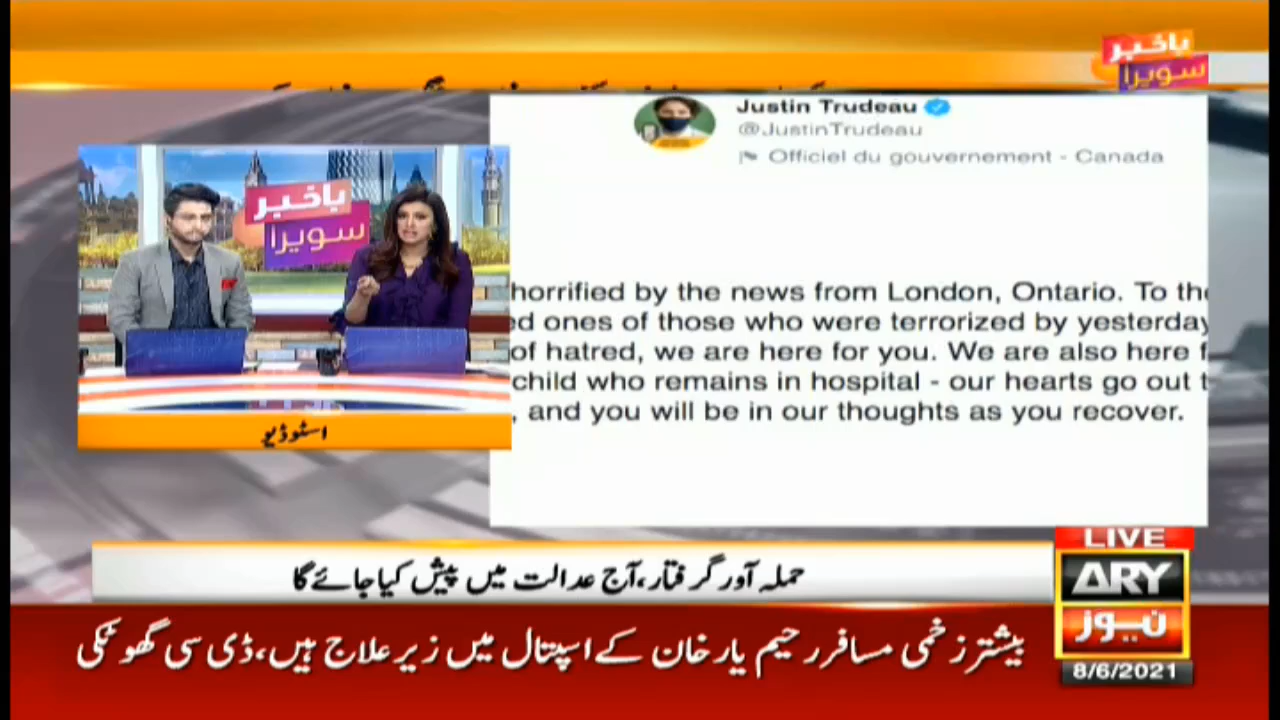 باخبر
سویرا
Justin Trudeau
@JustinTrudeau
Officiel du gouvernement - Canada
باخبر
سویرا
horrified by the news from London, Ontario. To the
ed ones of those who were terrorized by yesterday
of hatred, we are here for you. We are also here f
child who remains in hospital - our hearts go out t
, and you will be in our thoughts as you recover.
اسٹوڈیو
LIVE
حملہ آور گرفتار، آج عدالت میں پیش کیا جائے گا
ARY
نیوز
بیشتر زخمی مسافر رحیم یار خان کے اسپتال میں زیر علاج ہیں، ڈی سی گھوٹکی
8/6/2021